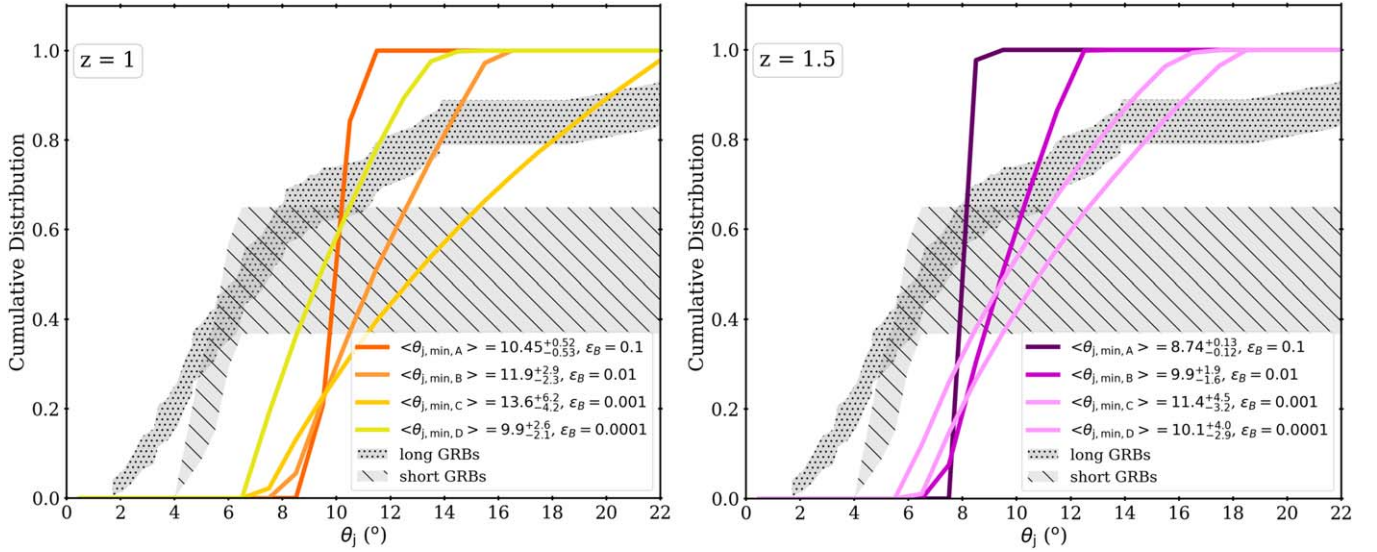 z = 1
Cumulative Distribution
1.0
0.8
0.6
0.4
0.2
0.0
<θj, min, A> = 10.45+0.52−0.53, εB = 0.1
<θj, min, B> = 11.9+2.9−2.3, εB = 0.01
<θj, min, C> = 13.6+6.2−4.2, εB = 0.001
<θj, min, D> = 9.9+2.6−2.1, εB = 0.0001
long GRBs
short GRBs
0 2 4 6 8 10 12 14 16 18 20 22
θj (°)
z = 1.5
Cumulative Distribution
1.0
0.8
0.6
0.4
0.2
0.0
<θj, min, A> = 8.74+0.13−0.12, εB = 0.1
<θj, min, B> = 9.9+1.9−1.6, εB = 0.01
<θj, min, C> = 11.4+4.5−3.2, εB = 0.001
<θj, min, D> = 10.1+4.0−2.9, εB = 0.0001
long GRBs
short GRBs
0 2 4 6 8 10 12 14 16 18 20 22
θj (°)